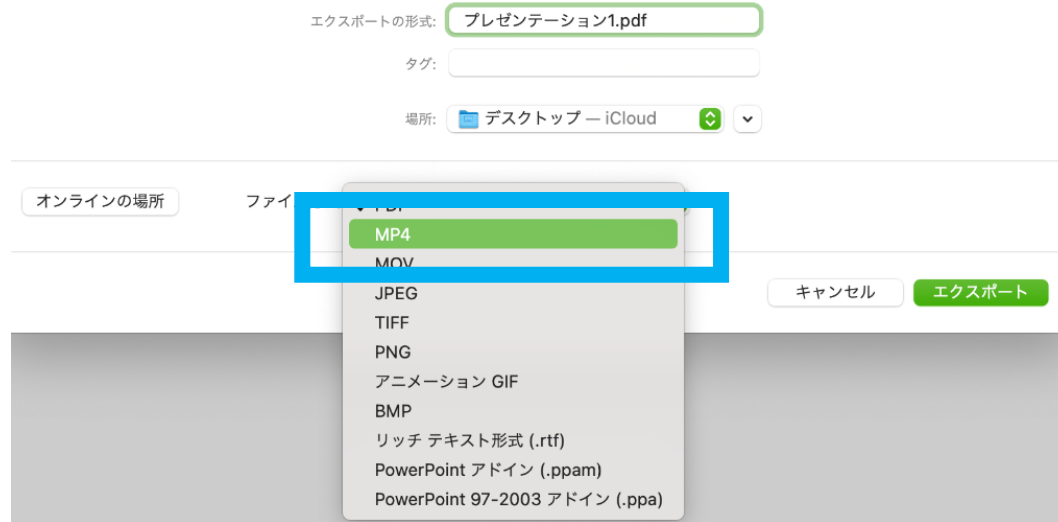 エクスポートの形式: プレゼンテーション1.pdf
タグ:
場所: デスクトップ — iCloud
オンラインの場所
MP4
MOV
JPEG
TIFF
PNG
アニメーション GIF
BMP
リッチ テキスト形式 (.rtf)
PowerPoint アドイン (.ppam)
PowerPoint 97-2003 アドイン (.ppa)
キャンセル エクスポート